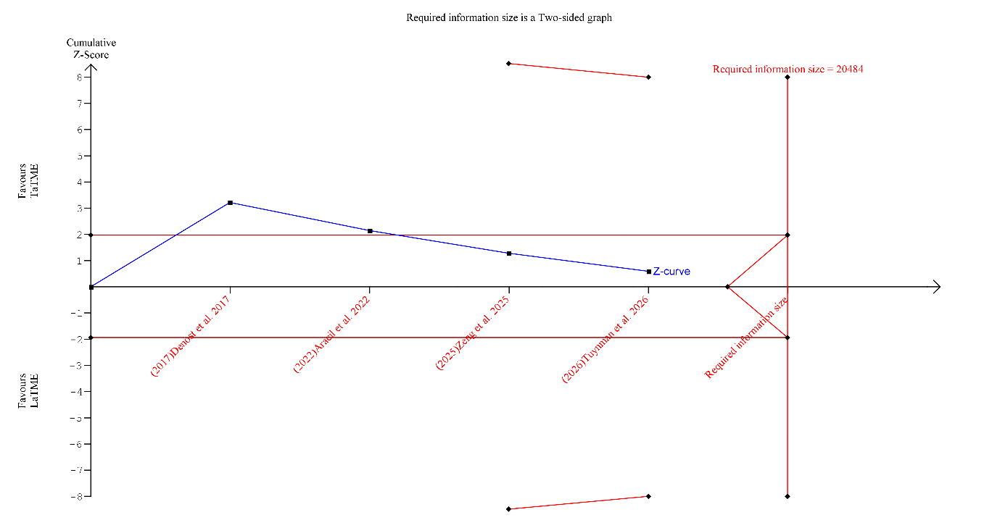 Required information size is a Two-sided graph
Cumulative
Z-Score
Required information size = 20484
8
7
6
5
4
3
2
1
-1
-2
-3
-4
-5
-6
-7
-8
Favours
TaTME
Favours
LaTME
Z-curve
(2017)Denost et al. 2017
(2022)Aracil et al. 2022
(2025)Zeng et al. 2025
(2026)Tuynman et al. 2026
Required information size